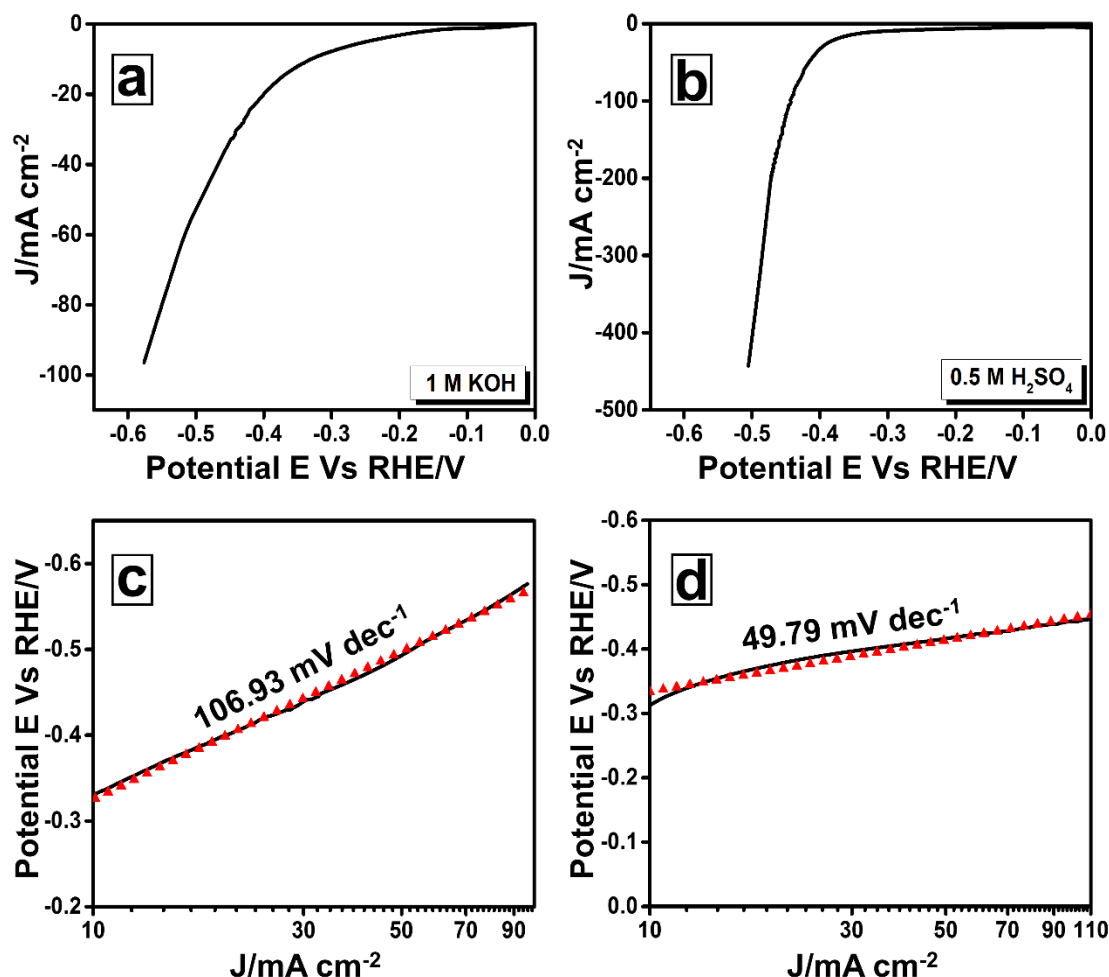 a
0
-20
-40
-60
-80
-100
J/mA cm-2
1 M KOH
-0.6 -0.5 -0.4 -0.3 -0.2 -0.1 0.0
Potential E Vs RHE/V
b
0
-100
-200
-300
-400
-500
J/mA cm-2
0.5 M H2SO4
-0.6 -0.5 -0.4 -0.3 -0.2 -0.1 0.0
Potential E Vs RHE/V
c
-0.6
-0.5
-0.4
-0.3
-0.2
Potential E Vs RHE/V
106.93 mV dec-1
10 30 50 70 90
J/mA cm-2
d
-0.6
-0.5
-0.4
-0.3
-0.2
-0.1
0.0
Potential E Vs RHE/V
49.79 mV dec-1
10 30 50 70 90 110
J/mA cm-2